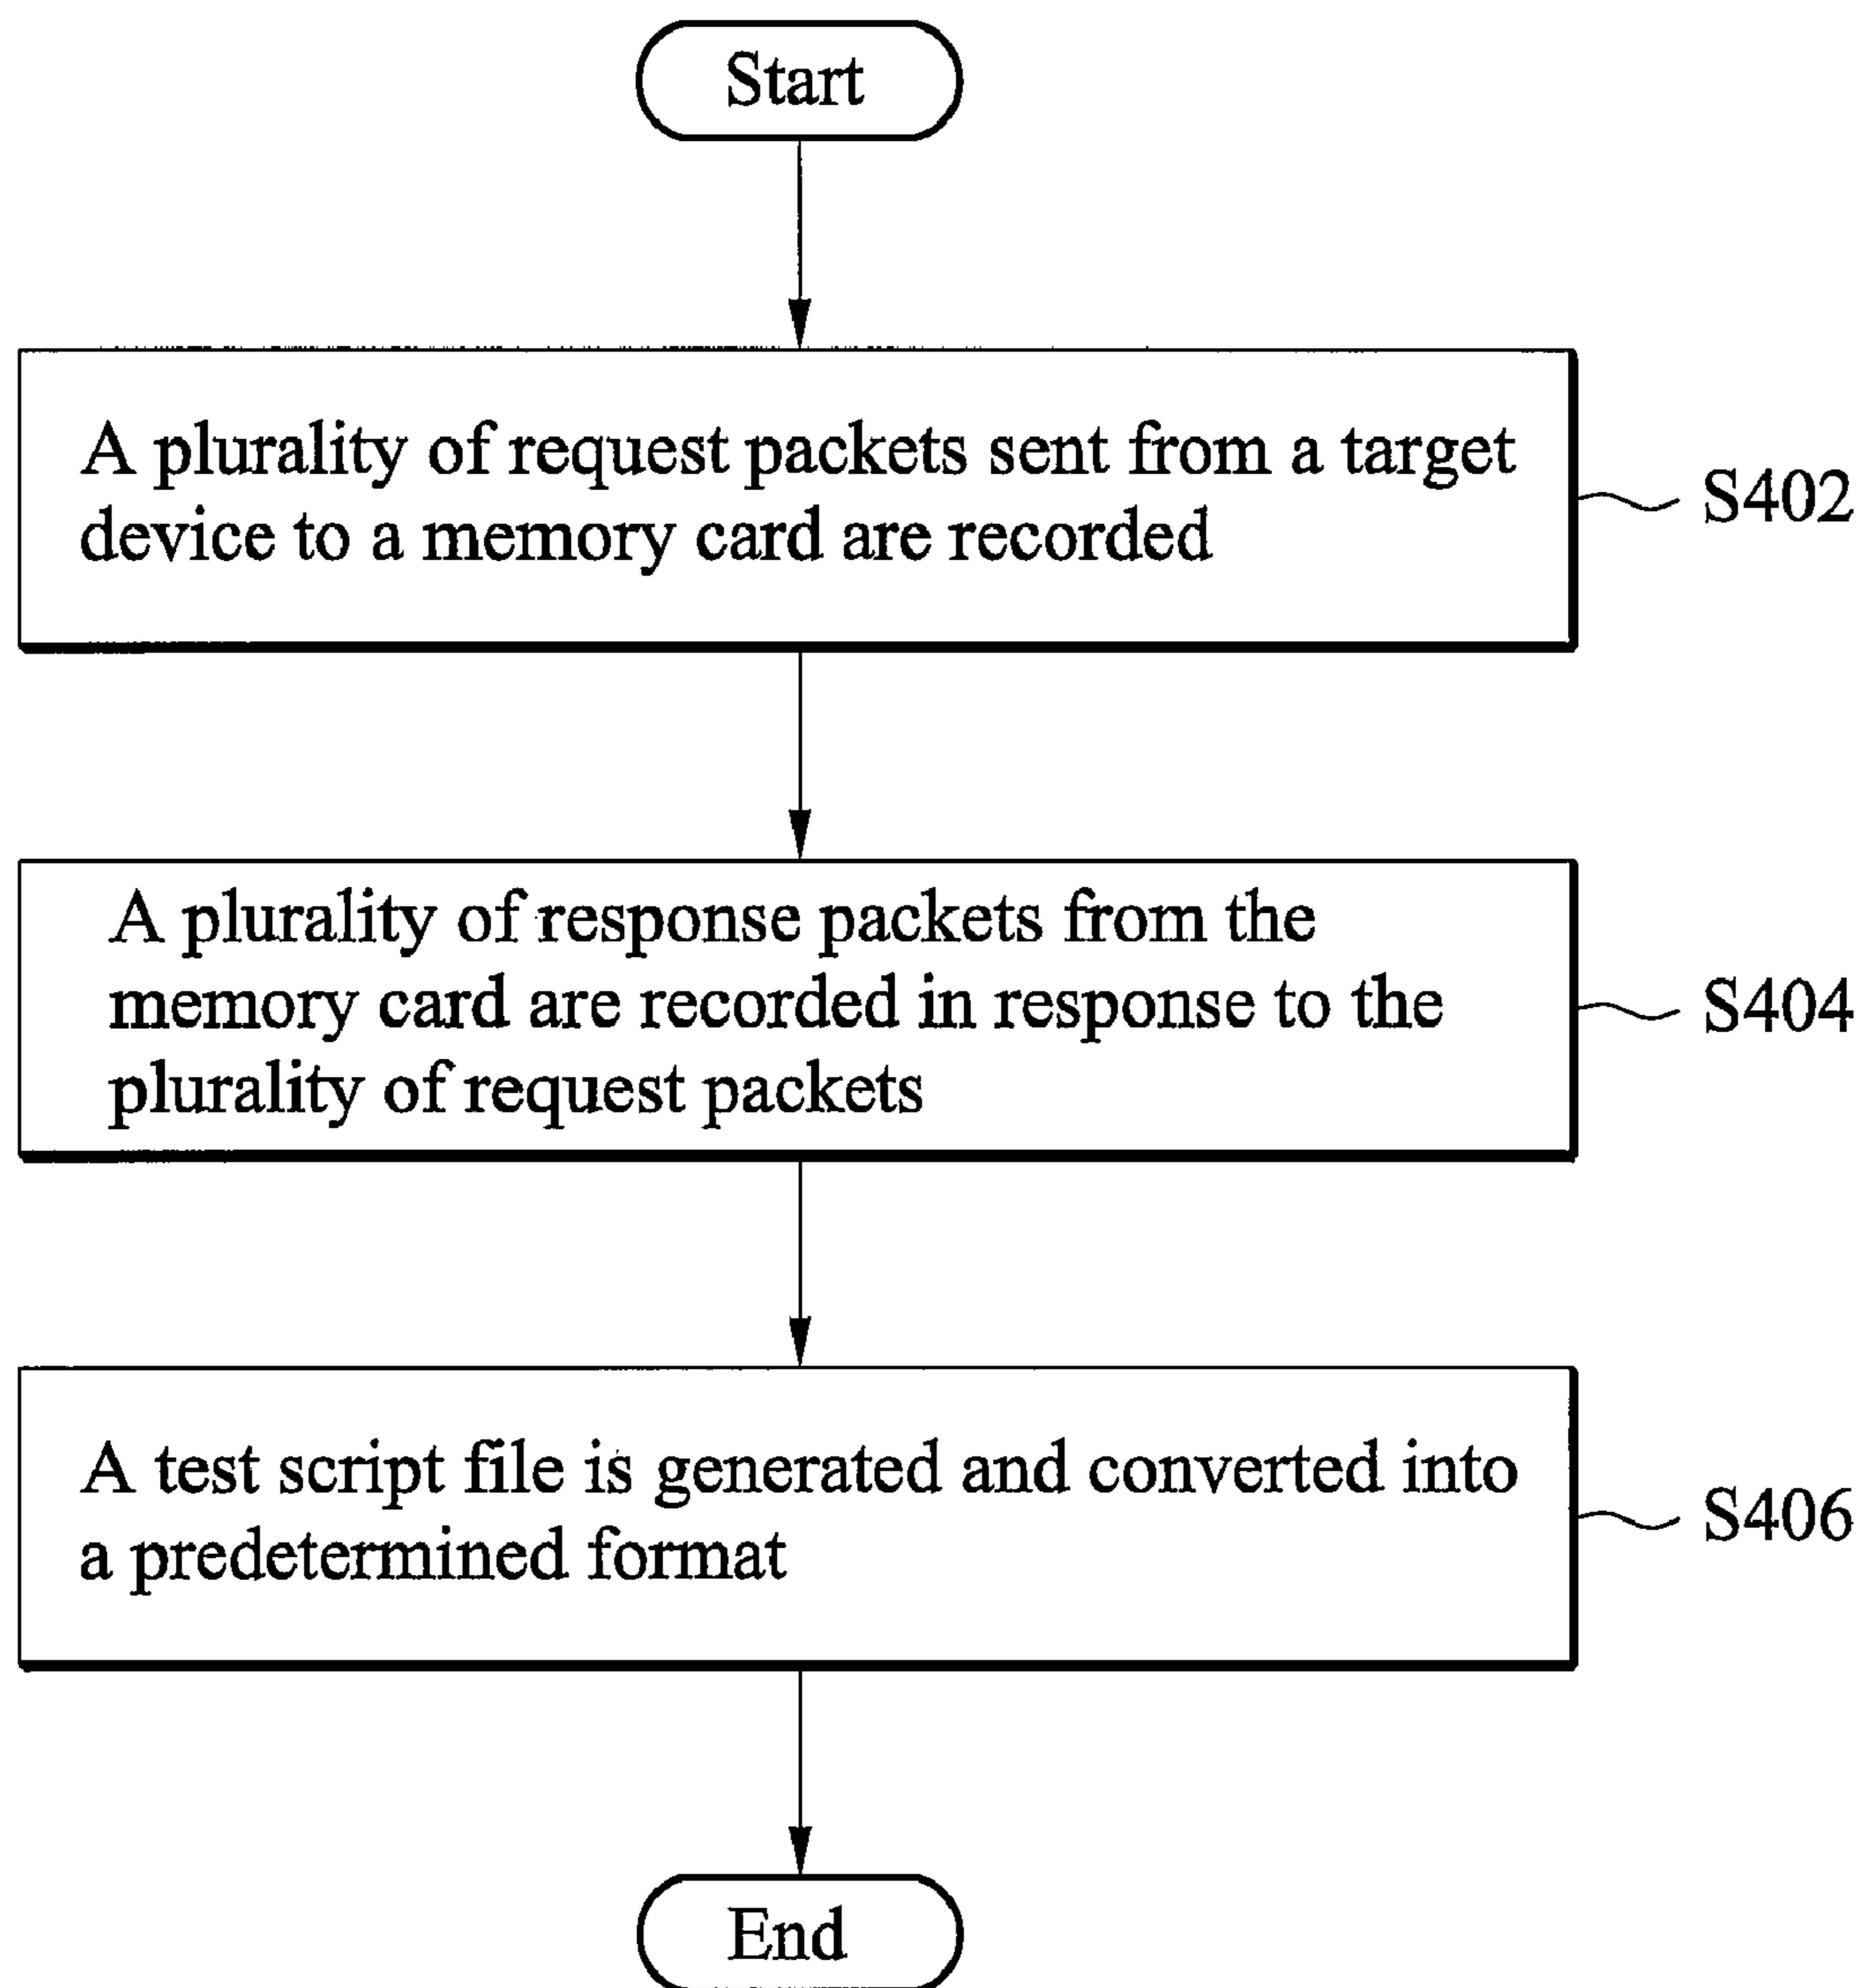 Start
A plurality of request packets sent from a target
device to a memory card are recorded
S402
A plurality of response packets from the
memory card are recorded in response to the
plurality of request packets
S404
A test script file is generated and converted into
a predetermined format
S406
End